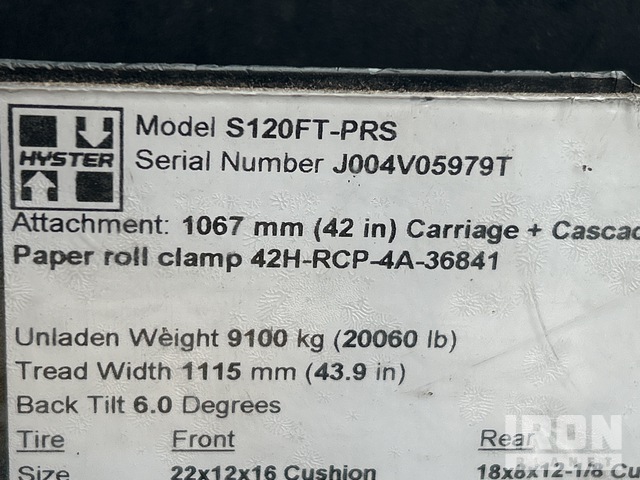 HYSTER
Model S120FT-PRS
Serial Number J004V05979T
Attachment: 1067 mm (42 in) Carriage + Cascad
Paper roll clamp 42H-RCP-4A-36841
Unladen Weight 9100 kg (20060 lb)
Tread Width 1115 mm (43.9 in)
Back Tilt 6.0 Degrees
Tire Front Rear
Size 22x12x16 Cushion 18x8x12-1/8 Cu
IRON
PLANET